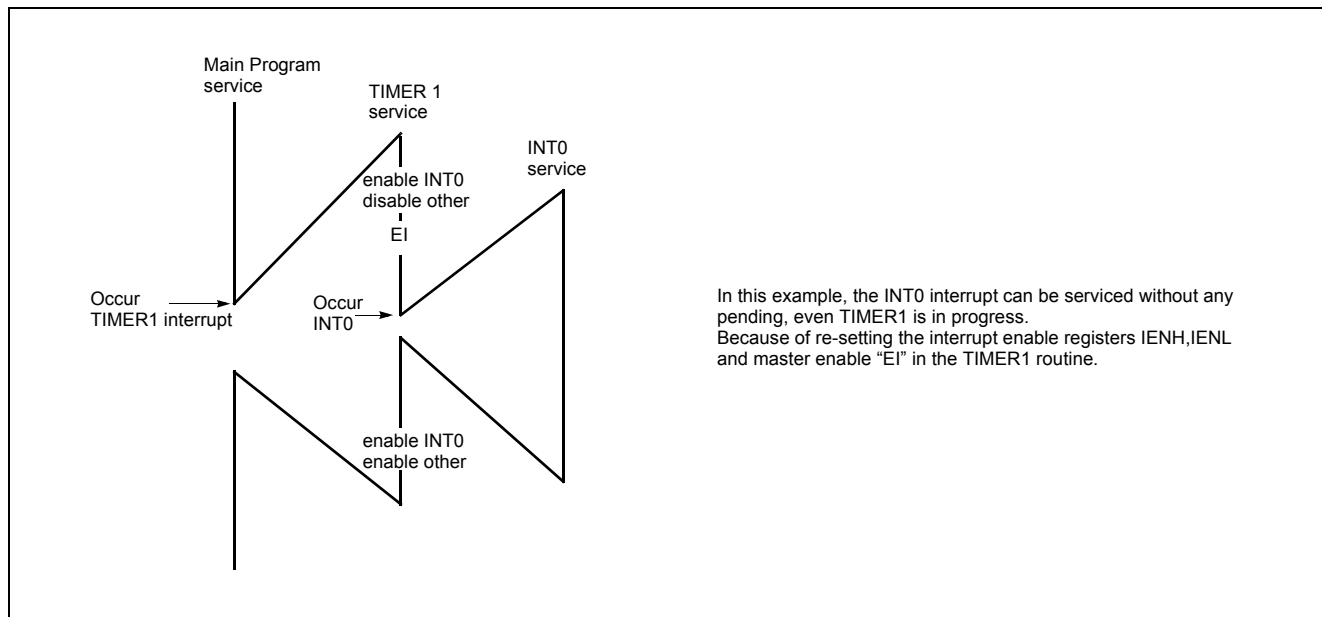 Main Program
service
TIMER 1
service
INT0
service
enable INT0
disable other
EI
Occur
TIMER1 interrupt
Occur
INT0
In this example, the INT0 interrupt can be serviced without any
pending, even TIMER1 is in progress.
Because of re-setting the interrupt enable registers IENH,IENL
and master enable “EI” in the TIMER1 routine.
enable INT0
enable other